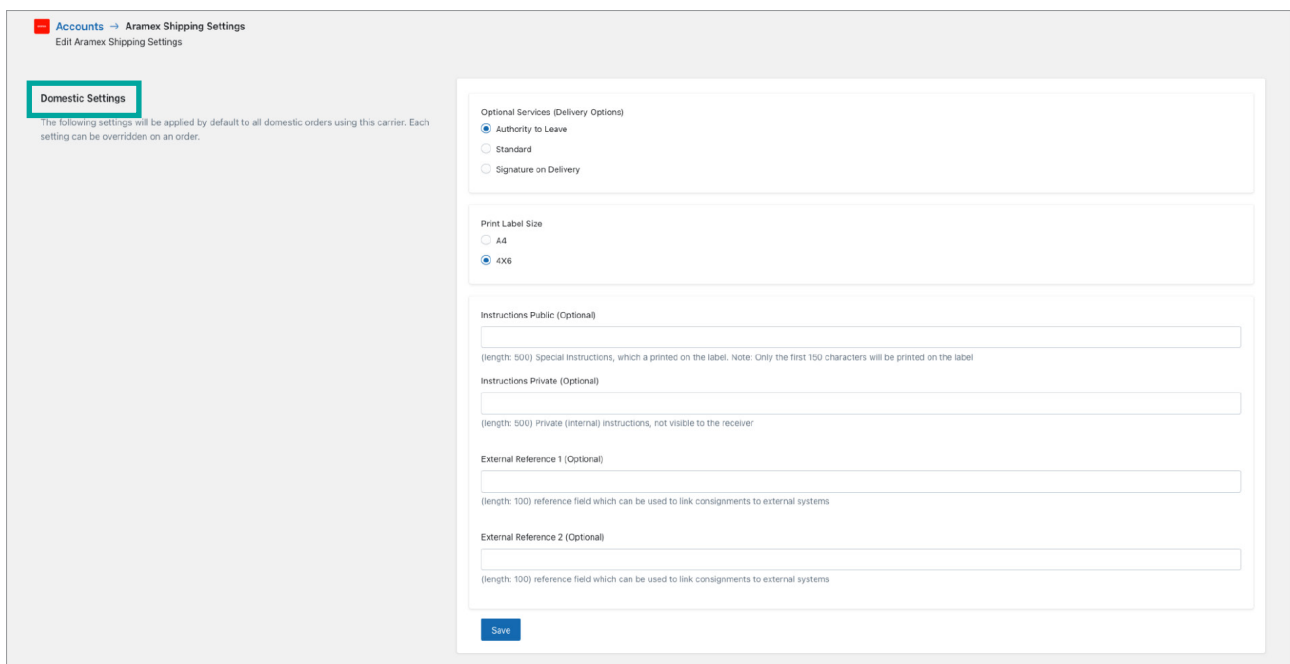 Accounts → Aramex Shipping Settings
Edit Aramex Shipping Settings
Domestic Settings
The following settings will be applied by default to all domestic orders using this carrier. Each
setting can be overridden on an order.
Optional Services (Delivery Options)
Authority to Leave
Standard
Signature on Delivery
Print Label Size
A4
4X6
Instructions Public (Optional)
(length: 500) Special Instructions, which a printed on the label. Note: Only the first 150 characters will be printed on the label
Instructions Private (Optional)
(length: 500) Private (internal) instructions, not visible to the receiver
External Reference 1 (Optional)
(length: 100) reference field which can be used to link consignments to external systems
External Reference 2 (Optional)
(length: 100) reference field which can be used to link consignments to external systems
Save